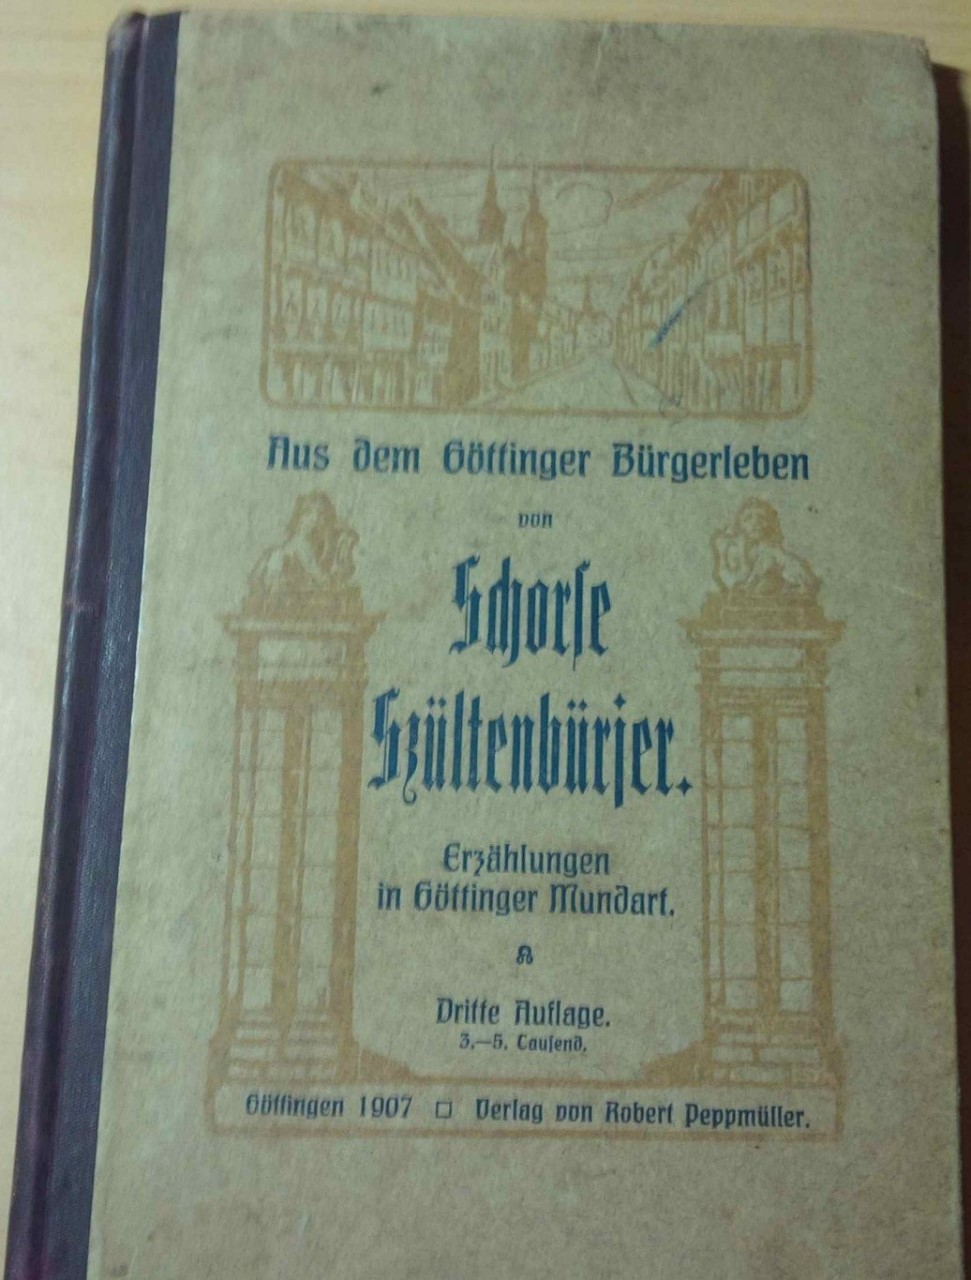 Aus dem Göttinger Bürgerleben
von
Schorſe
Szültenbürjer.
Erzählungen
in Göttinger Mundart.
Dritte Auflage.
3.—5. Tauſend.
Göttingen 1907 □ Verlag von Robert Peppmüller.